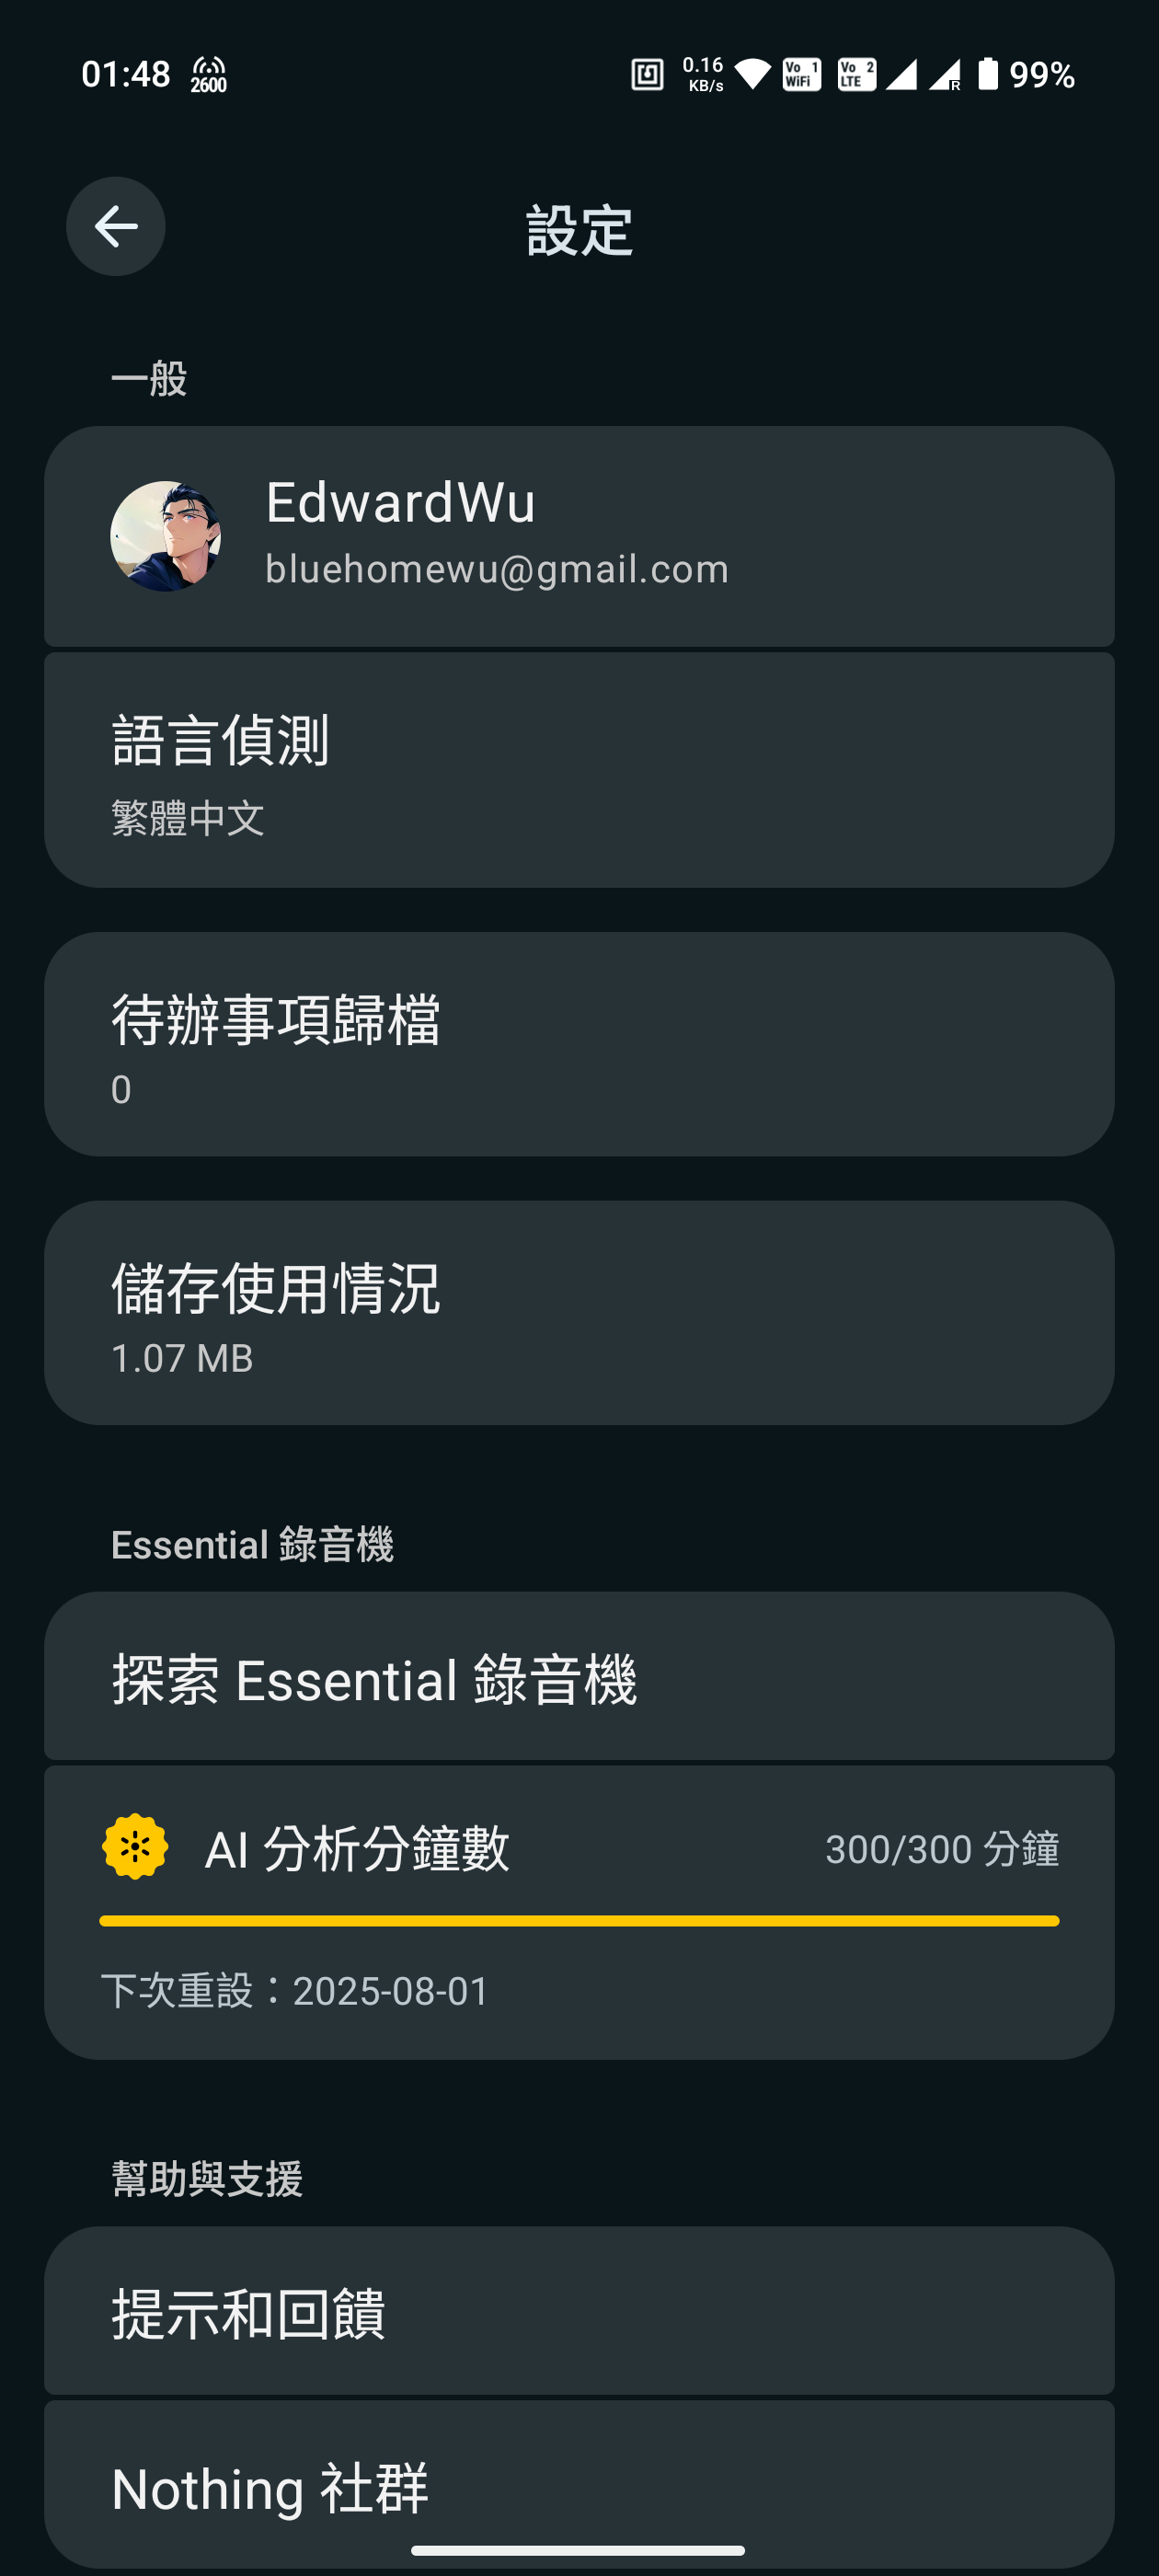 01:48
2600
0.16
KB/s
Vo 1
WiFi
Vo 2
LTE
R
99%
設定
一般
EdwardWu
bluehomewu@gmail.com
語言偵測
繁體中文
待辦事項歸檔
0
儲存使用情況
1.07 MB
Essential 錄音機
探索 Essential 錄音機
AI 分析分鐘數
300/300 分鐘
下次重設：2025-08-01
幫助與支援
提示和回饋
Nothing 社群